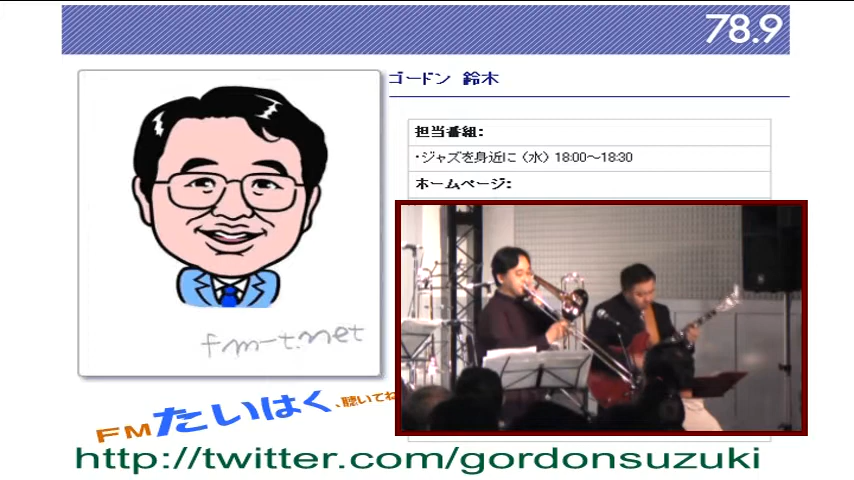 78.9
ゴードン 鈴木
担当番組:
・ジャズを身近に（水）18:00～18:30
ホームページ:
fm-t.net
FMたいはく、聴いてね
http://twitter.com/gordonsuzuki